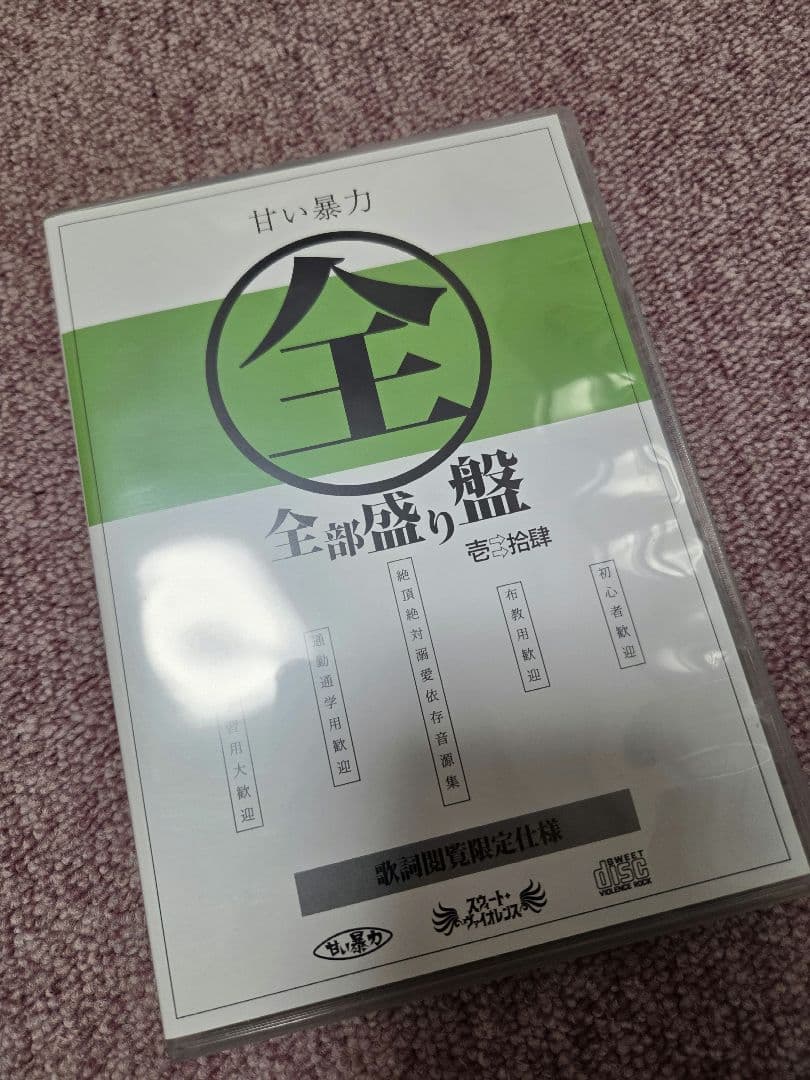 甘い暴力
全
全部盛り盤
壱⇨拾肆
初心者歓迎
布教用歓迎
絶頂絶対溺愛依存音源集
通勤通学用歓迎
習用大歓迎
歌詞閲覧限定仕様
甘い暴力
スウィート・
ヴァイオレンス
SWEET
disc
VIOLENCE ROCK